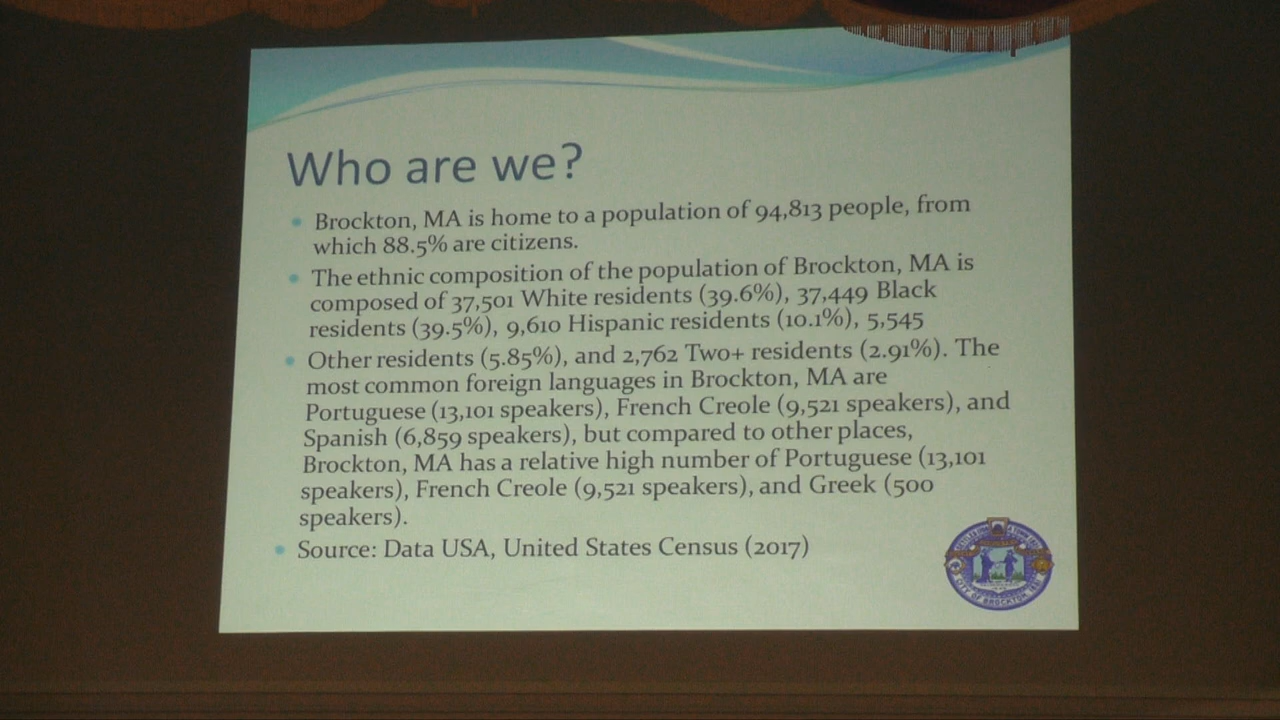 Who are we?
Brockton, MA is home to a population of 94,813 people, from
which 88.5% are citizens.
The ethnic composition of the population of Brockton, MA is
composed of 37,501 White residents (39.6%), 37,449 Black
residents (39.5%), 9,610 Hispanic residents (10.1%), 5,545
Other residents (5.85%), and 2,762 Two+ residents (2.91%). The
most common foreign languages in Brockton, MA are
Portuguese (13,101 speakers), French Creole (9,521 speakers), and
Spanish (6,859 speakers), but compared to other places,
Brockton, MA has a relative high number of Portuguese (13,101
speakers), French Creole (9,521 speakers), and Greek (500
speakers).
Source: Data USA, United States Census (2017)
CITY OF BROCKTON